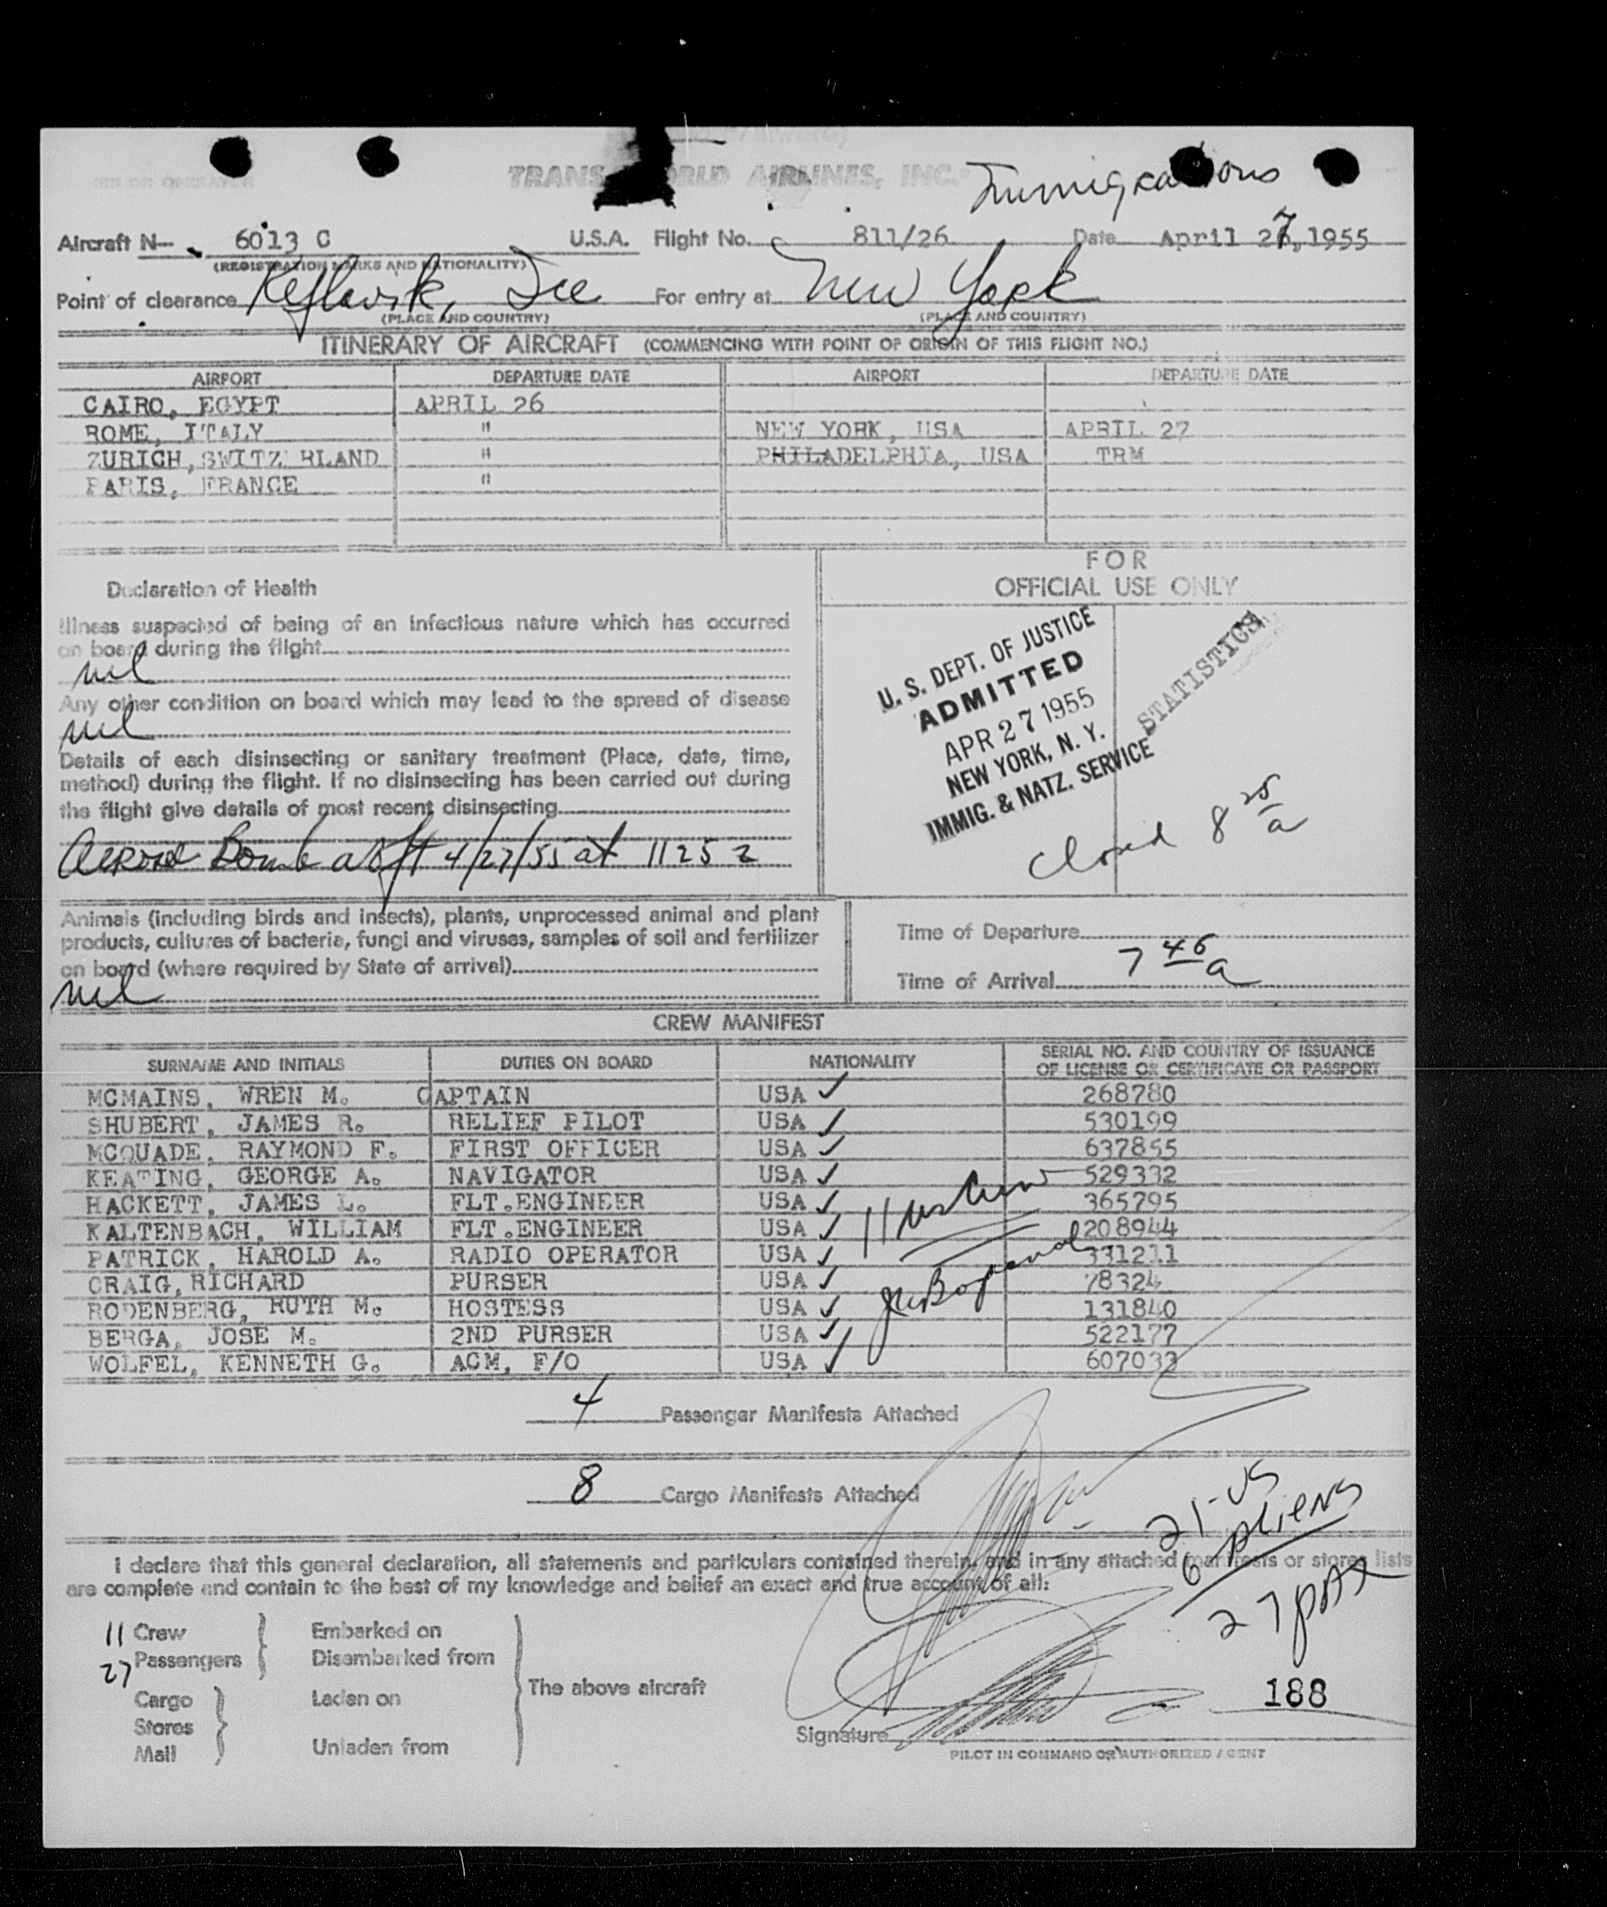 TRANS WORLD AIRLINES, INC.
Immigrations
Aircraft N-- 6013 C U.S.A. Flight No. 811/26 Date April 27, 1955
(REGISTRATION MARKS AND NATIONALITY)
Point of clearance Keflavik, Ice For entry at New York
(PLACE AND COUNTRY) (PLACE AND COUNTRY)
ITINERARY OF AIRCRAFT (COMMENCING WITH POINT OF ORIGIN OF THIS FLIGHT NO.)
AIRPORT DEPARTURE DATE AIRPORT DEPARTURE DATE
CAIRO, EGYPT APRIL 26
ROME, ITALY " NEW YORK, USA APRIL 27
ZURICH, SWITZ RLAND " PHILADELPHIA, USA TRM
PARIS, FRANCE "
Declaration of Health
Illness suspected of being of an infectious nature which has occurred
on board during the flight
nil
Any other condition on board which may lead to the spread of disease
nil
Details of each disinsecting or sanitary treatment (Place, date, time,
method) during the flight. If no disinsecting has been carried out during
the flight give details of most recent disinsecting
Aerosol Bomb aloft 4/27/55 at 1125 z
FOR
OFFICIAL USE ONLY
U. S. DEPT. OF JUSTICE
ADMITTED
APR 27 1955
NEW YORK, N. Y.
IMMIG. & NATZ. SERVICE
STATISTICS
Closed 8 25 a
Animals (including birds and insects), plants, unprocessed animal and plant
products, cultures of bacteria, fungi and viruses, samples of soil and fertilizer
on board (where required by State of arrival)
nil
Time of Departure
Time of Arrival 7 46 a
CREW MANIFEST
SURNAME AND INITIALS DUTIES ON BOARD NATIONALITY SERIAL NO. AND COUNTRY OF ISSUANCE
OF LICENSE OR CERTIFICATE OR PASSPORT
MCMAINS, WREN M. CAPTAIN USA ✓ 268780
SHUBERT, JAMES R. RELIEF PILOT USA ✓ 530199
MCQUADE, RAYMOND F. FIRST OFFICER USA ✓ 637855
KEATING, GEORGE A. NAVIGATOR USA ✓ 529332
HACKETT, JAMES L. FLT.ENGINEER USA ✓ 365795
KALTENBACH, WILLIAM FLT.ENGINEER USA ✓ 1208944
PATRICK, HAROLD A. RADIO OPERATOR USA ✓ 331211
CRAIG, RICHARD PURSER USA ✓ 78324
RODENBERG, RUTH M. HOSTESS USA ✓ 131840
BERGA, JOSE M. 2ND PURSER USA ✓ 522177
WOLFEL, KENNETH G. ACM, F/O USA ✓ 607033
11 us Crew
4 Passenger Manifests Attached
8 Cargo Manifests Attached
21-US
6 Aliens
27 PAX
I declare that this general declaration, all statements and particulars contained therein, and in any attached manifests or stores lists
are complete and contain to the best of my knowledge and belief an exact and true account of all:
11 Crew Embarked on
27 Passengers Disembarked from
The above aircraft
Cargo Laden on
Stores
Mail Unladen from
188
Signature
PILOT IN COMMAND OR AUTHORIZED AGENT